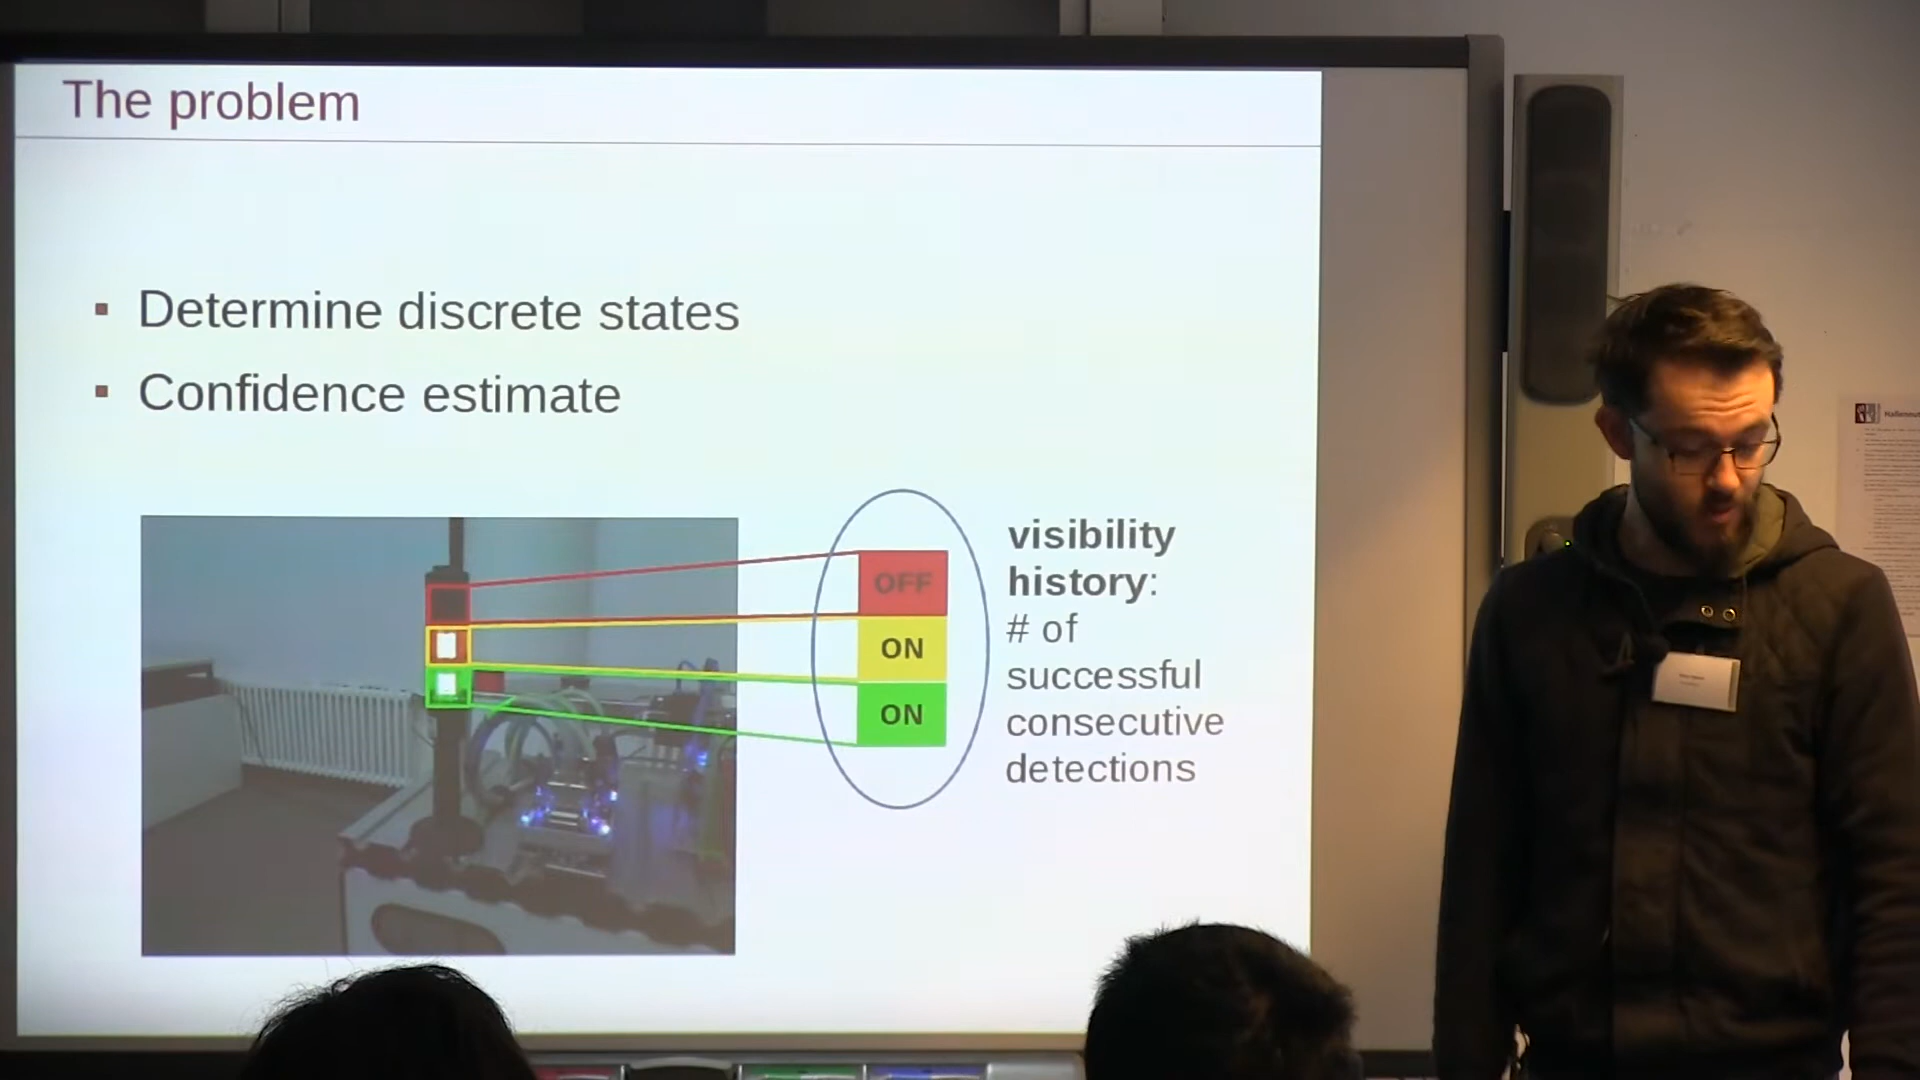 The problem
Determine discrete states
Confidence estimate
OFF
ON
ON
visibility
history:
# of
successful
consecutive
detections